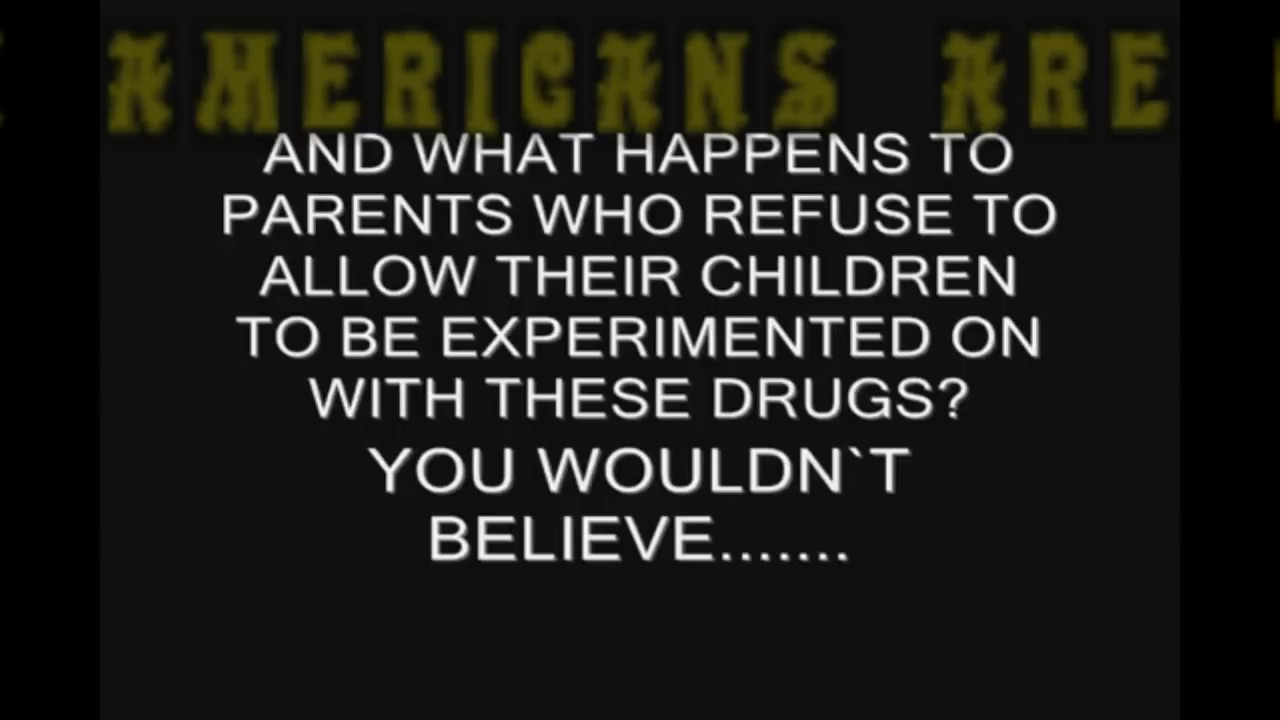 AMERICANS ARE
AND WHAT HAPPENS TO
PARENTS WHO REFUSE TO
ALLOW THEIR CHILDREN
TO BE EXPERIMENTED ON
WITH THESE DRUGS?
YOU WOULDN`T
BELIEVE.......